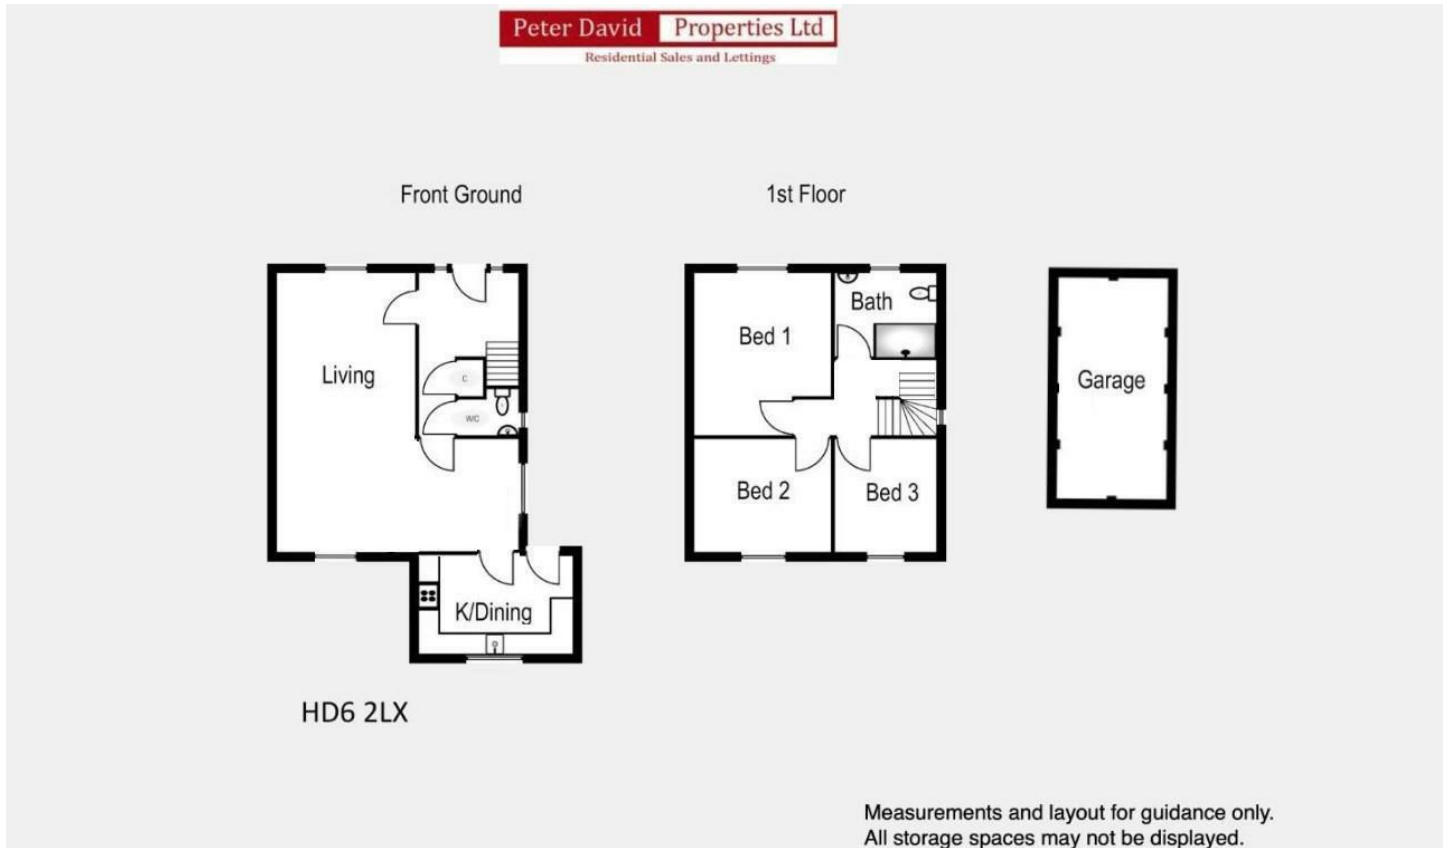 Peter David Properties Ltd
Residential Sales and Lettings
Front Ground
1st Floor
Living
C
WC
K/Dining
Bed 1
Bath
Bed 2
Bed 3
Garage
HD6 2LX
Measurements and layout for guidance only.
All storage spaces may not be displayed.